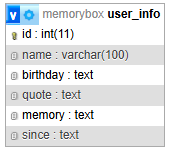 v memorybox user_info
id : int(11)
name : varchar(100)
birthday : text
quote : text
memory : text
since : text